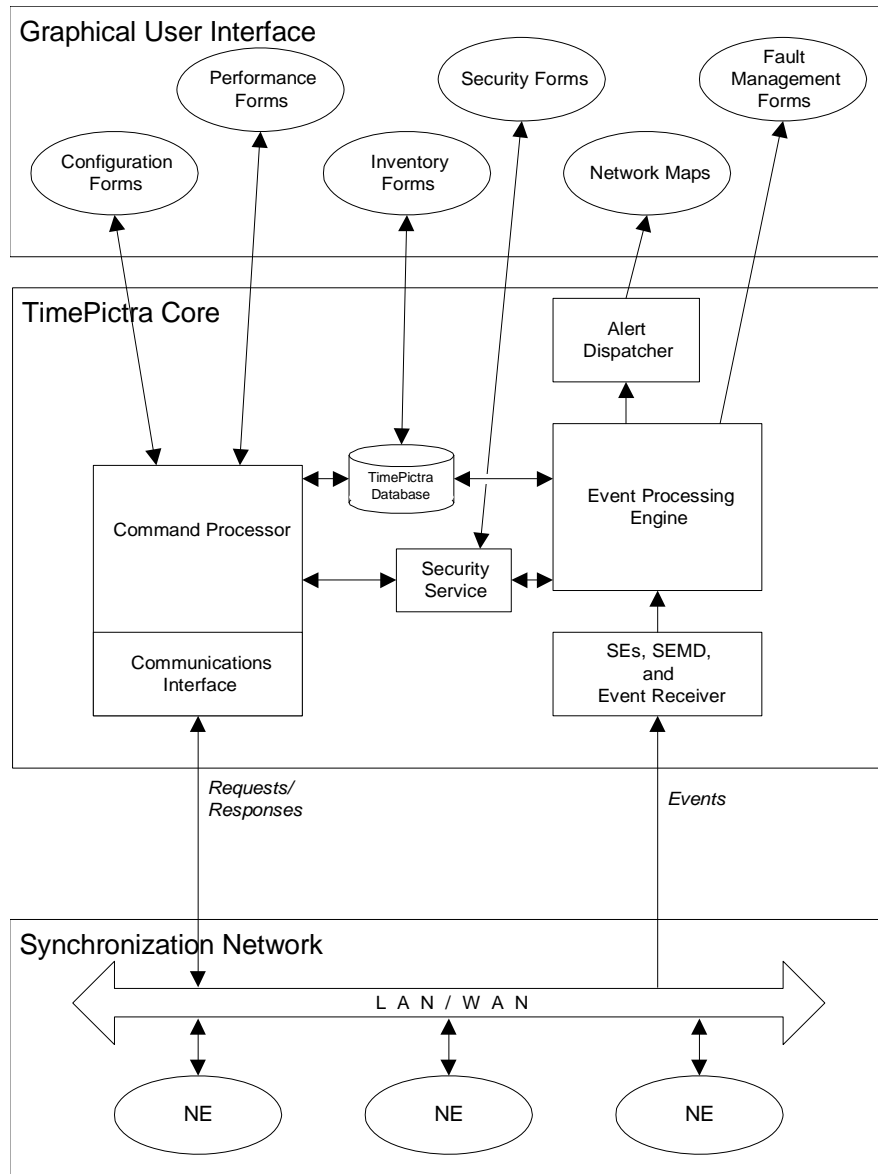 Graphical User Interface
Performance
Forms
Security Forms
Fault
Management
Forms
Configuration
Forms
Inventory
Forms
Network Maps
TimePictra Core
Alert
Dispatcher
TimePictra
Database
Command Processor
Event Processing
Engine
Security
Service
Communications
Interface
SEs, SEMD,
and
Event Receiver
Requests/
Responses
Events
Synchronization Network
L A N / W A N
NE
NE
NE